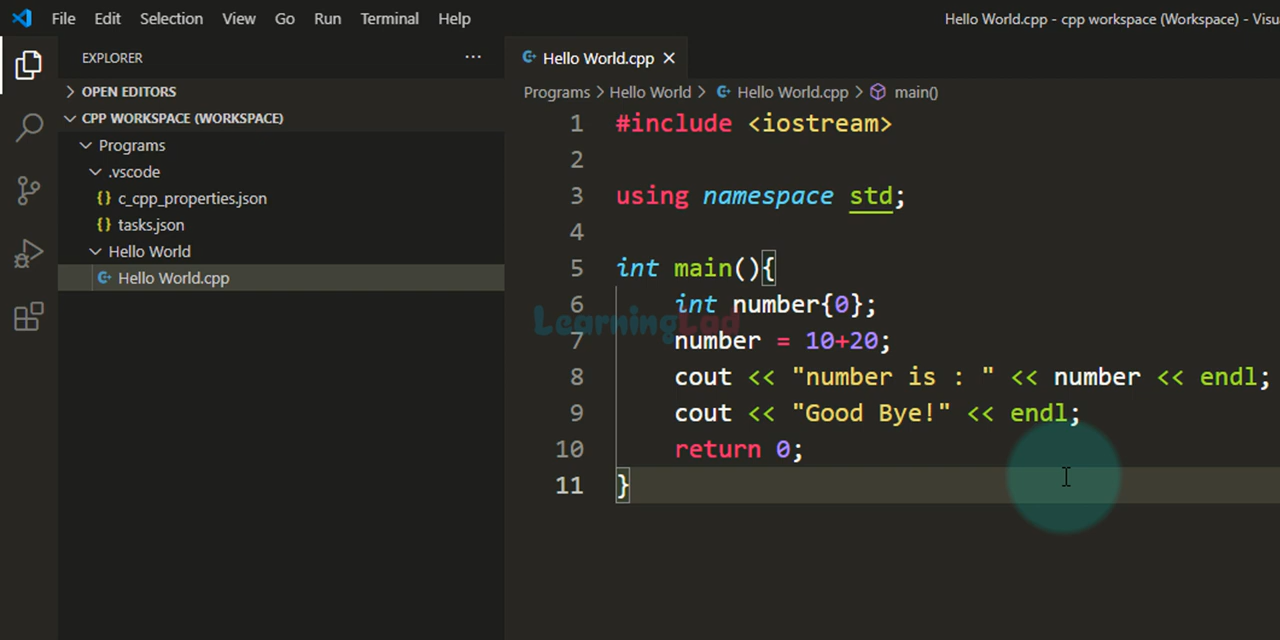 File Edit Selection View Go Run Terminal Help Hello World.cpp - cpp workspace (Workspace) - Visu
EXPLORER ...
OPEN EDITORS
CPP WORKSPACE (WORKSPACE)
Programs
.vscode
{} c_cpp_properties.json
{} tasks.json
Hello World
Hello World.cpp
Hello World.cpp ×
Programs > Hello World > Hello World.cpp > main()
1 #include <iostream>
2
3 using namespace std;
4
5 int main(){
6     int number{0};
LearningLad
7     number = 10+20;
8     cout << "number is : " << number << endl;
9     cout << "Good Bye!" << endl;
10     return 0;
11 }